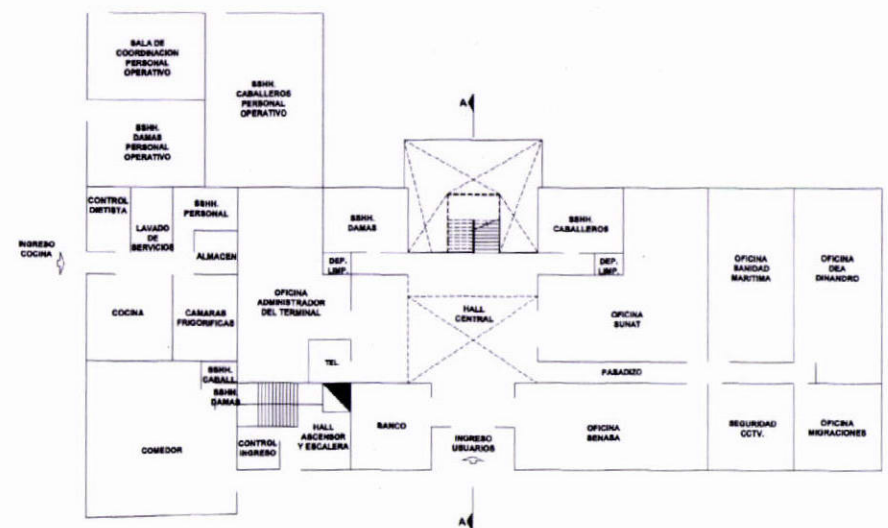 SALA DE
COORDINACION
PERSONAL
OPERATIVO
SSHH.
CABALLEROS
PERSONAL
OPERATIVO
A
SSHH.
DAMAS
PERSONAL
OPERATIVO
CONTROL
DIETISTA
LAVADO
DE
SERVICIOS
SSHH.
PERSONAL
ALMACEN
SSHH.
DAMAS
SSHH.
CABALLEROS
INGRESO
COCINA
DEP.
LIMP.
DEP.
LIMP.
OFICINA
SANIDAD
MARITIMA
OFICINA
DEA
DINANDRO
COCINA
CAMARAS
FRIGORIFICAS
OFICINA
ADMINISTRADOR
DEL TERMINAL
HALL
CENTRAL
OFICINA
SUNAT
TEL
PASADIZO
SSHH.
CABALL.
SSHH.
DAMAS
COMEDOR
CONTROL
INGRESO
HALL
ASCENSOR
Y ESCALERA
BANCO
INGRESO
USUARIOS
OFICINA
SENASA
SEGURIDAD
CCTV.
OFICINA
MIGRACIONES
A